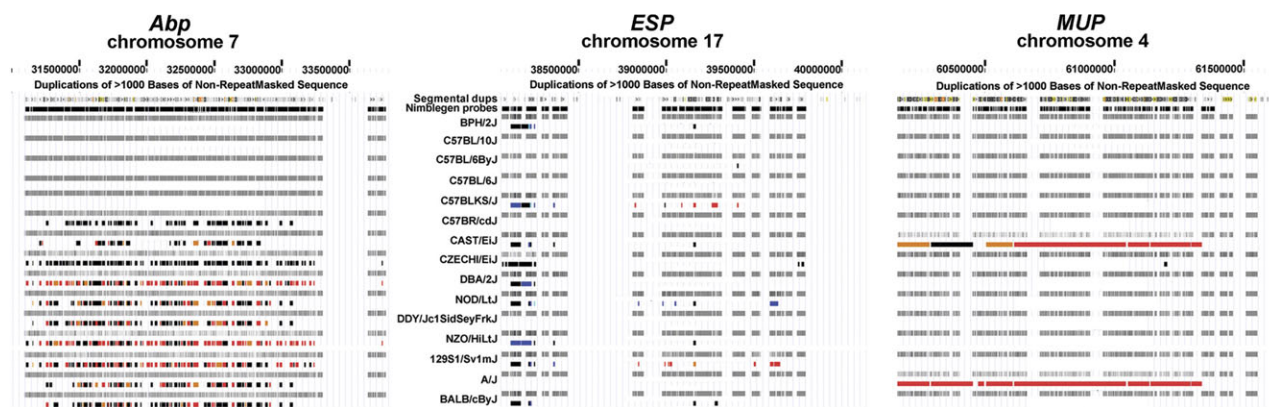 Abp
chromosome 7
31500000 32000000 32500000 33000000 33500000
Duplications of >1000 Bases of Non-RepeatMasked Sequence
ESP
chromosome 17
38500000 39000000 39500000 40000000
Duplications of >1000 Bases of Non-RepeatMasked Sequence
MUP
chromosome 4
60500000 61000000 61500000
Duplications of >1000 Bases of Non-RepeatMasked Sequence
Segmental dups
Nimblegen probes
BPH/2J
C57BL/10J
C57BL/6ByJ
C57BL/6J
C57BLKS/J
C57BR/cdJ
CAST/EiJ
CZECHI/EiJ
DBA/2J
NOD/LtJ
DDY/Jc1SidSeyFrkJ
NZO/HiLtJ
129S1/Sv1mJ
A/J
BALB/cByJ